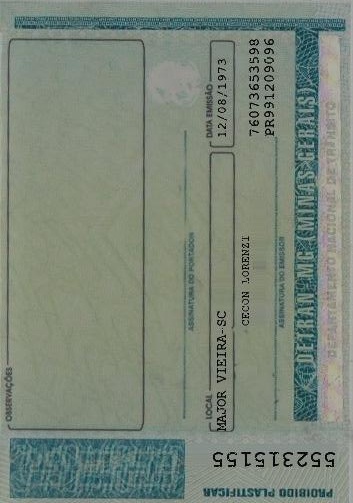 OBSERVAÇÕES
ASSINATURA DO PORTADOR
LOCAL
DATA EMISSÃO
MAJOR VIEIRA-SC
12/08/1973
CECON LORENZI
76073653598
PR991209096
ASSINATURA DO EMISSOR
DETRAN-MG (MINAS GERAIS)
DEPARTAMENTO NACIONAL DE TRÂNSITO
PROIBIDO PLASTIFICAR
552315155